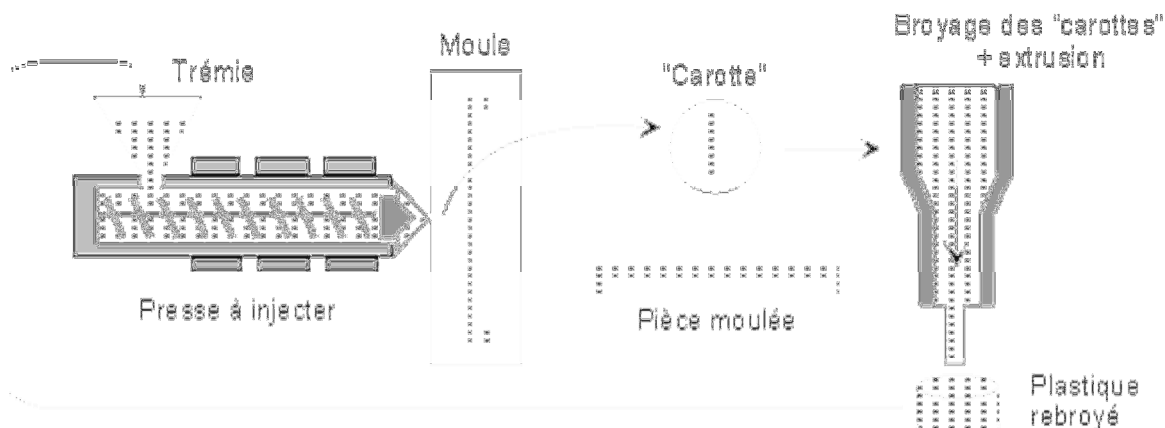 Trémie
Moule
"Carotte"
Broyage des "carottes"
+ extrusion
Presse à injecter
Pièce moulée
Plastique
rebroyé